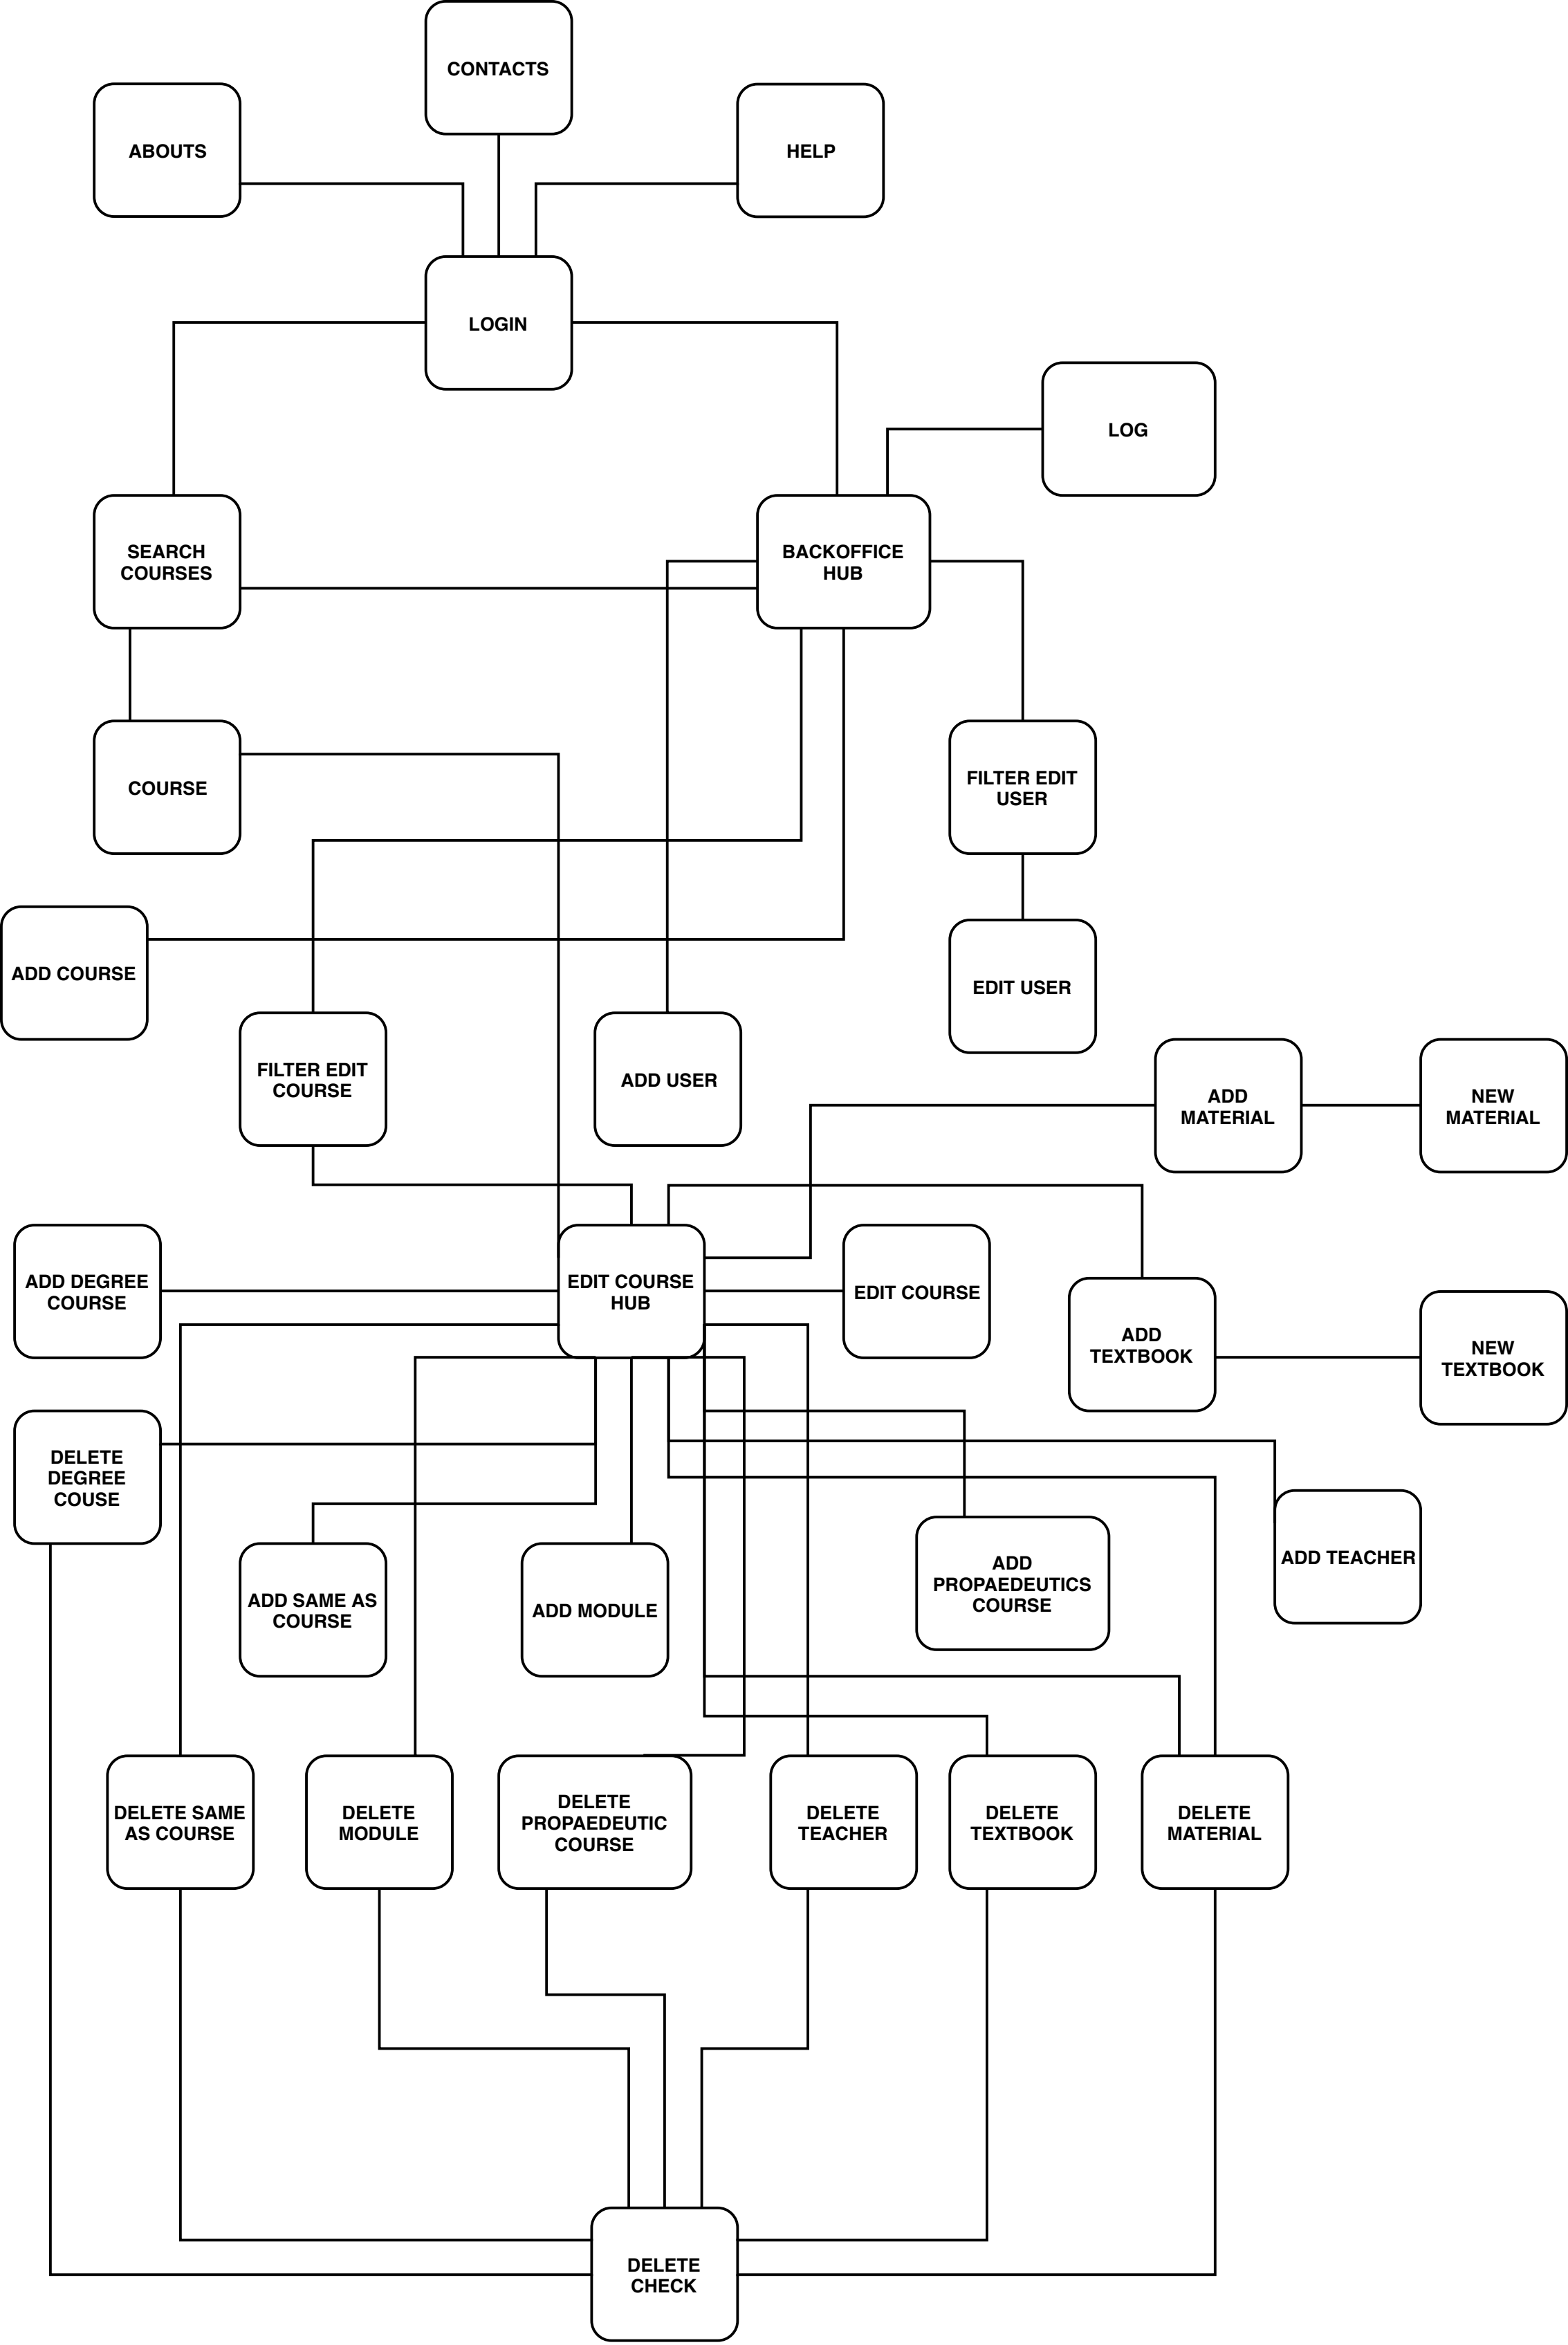 CONTACTS
ABOUTS
HELP
LOGIN
LOG
SEARCH
COURSES
BACKOFFICE
HUB
COURSE
FILTER EDIT
USER
ADD COURSE
EDIT USER
FILTER EDIT
COURSE
ADD USER
ADD
MATERIAL
NEW
MATERIAL
ADD DEGREE
COURSE
EDIT COURSE
HUB
EDIT COURSE
ADD
TEXTBOOK
NEW
TEXTBOOK
DELETE
DEGREE
COUSE
ADD SAME AS
COURSE
ADD MODULE
ADD
PROPAEDEUTICS
COURSE
ADD TEACHER
DELETE SAME
AS COURSE
DELETE
MODULE
DELETE
PROPAEDEUTIC
COURSE
DELETE
TEACHER
DELETE
TEXTBOOK
DELETE
MATERIAL
DELETE
CHECK